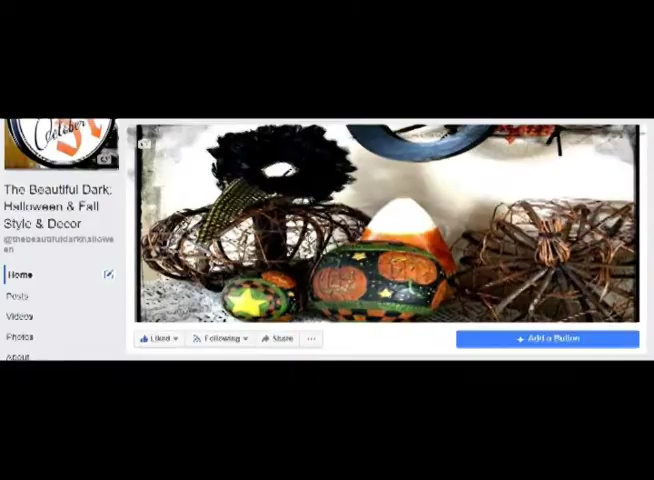 October
The Beautiful Dark:
Halloween & Fall
Style & Decor
@thebeautifuldarkhallowe
en
Home
Posts
Videos
Photos
About
Liked
Following
Share
Add a Button